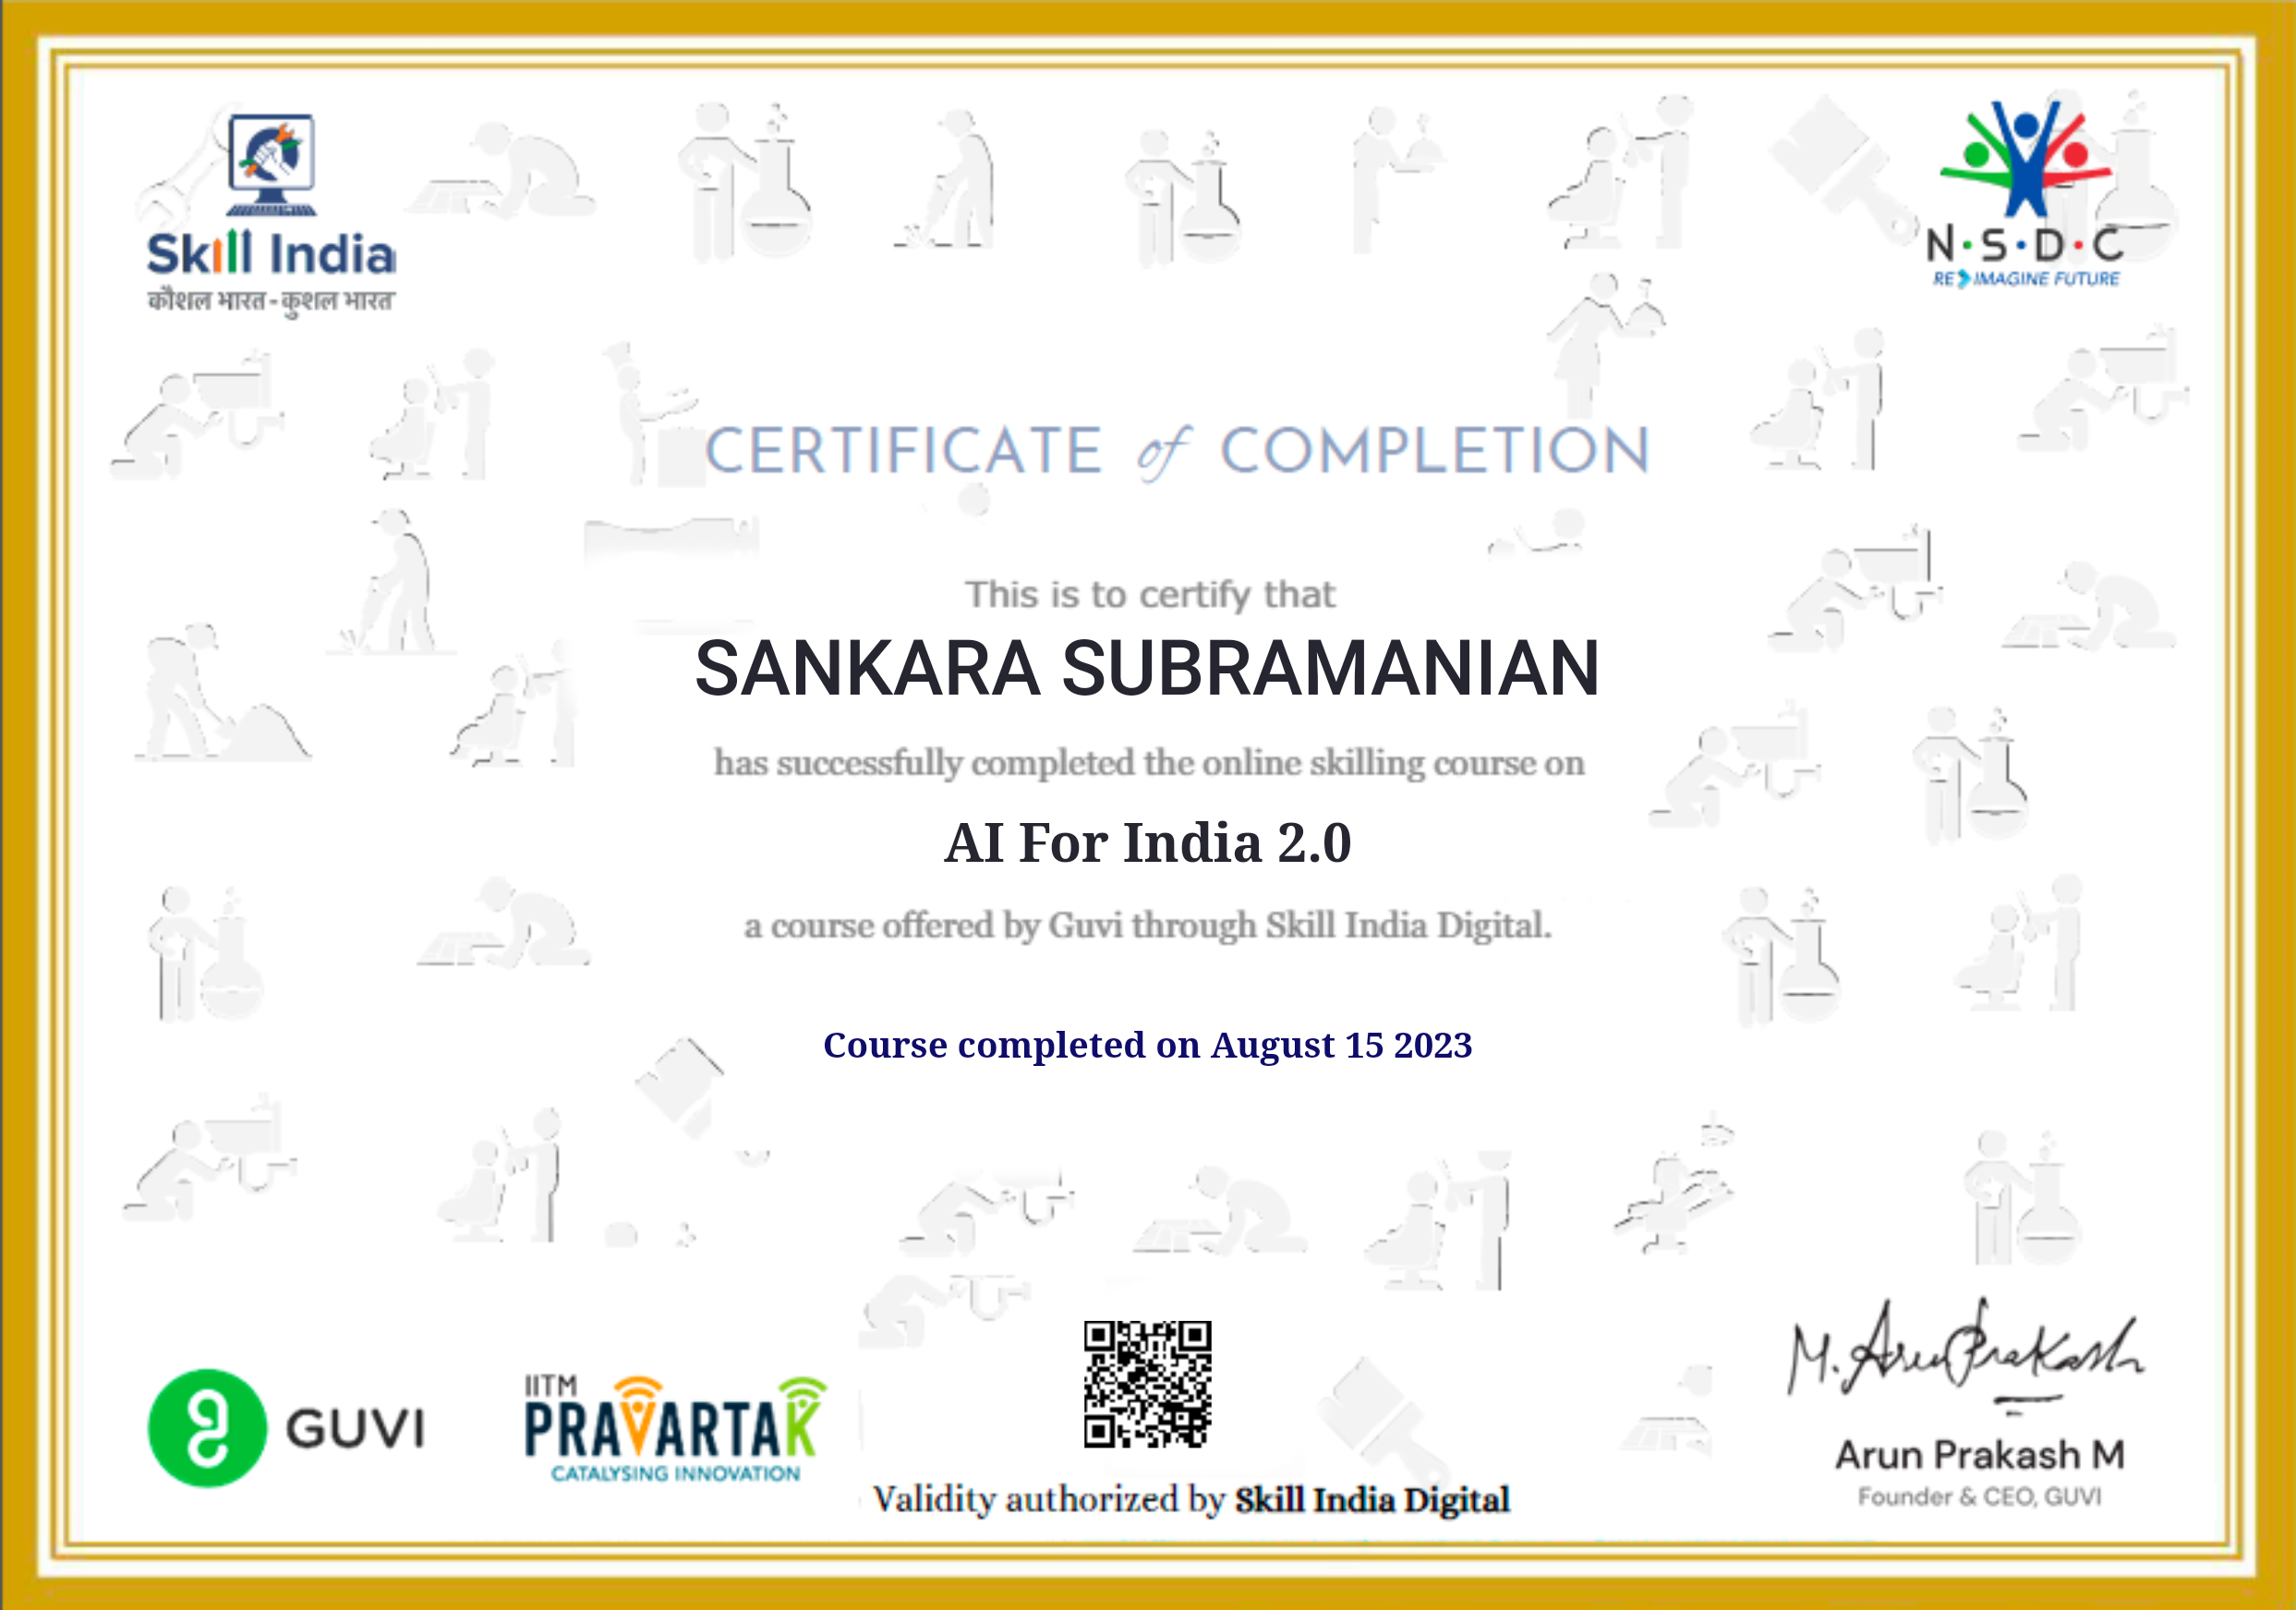 Skill India
कौशल भारत - कुशल भारत
N·S·D·C
RE IMAGINE FUTURE
CERTIFICATE of COMPLETION
This is to certify that
SANKARA SUBRAMANIAN
has successfully completed the online skilling course on
AI For India 2.0
a course offered by Guvi through Skill India Digital.
Course completed on August 15 2023
GUVI
IITM
PRAVARTAK
CATALYSING INNOVATION
Validity authorized by Skill India Digital
M. Arun Prakash
Arun Prakash M
Founder & CEO, GUVI